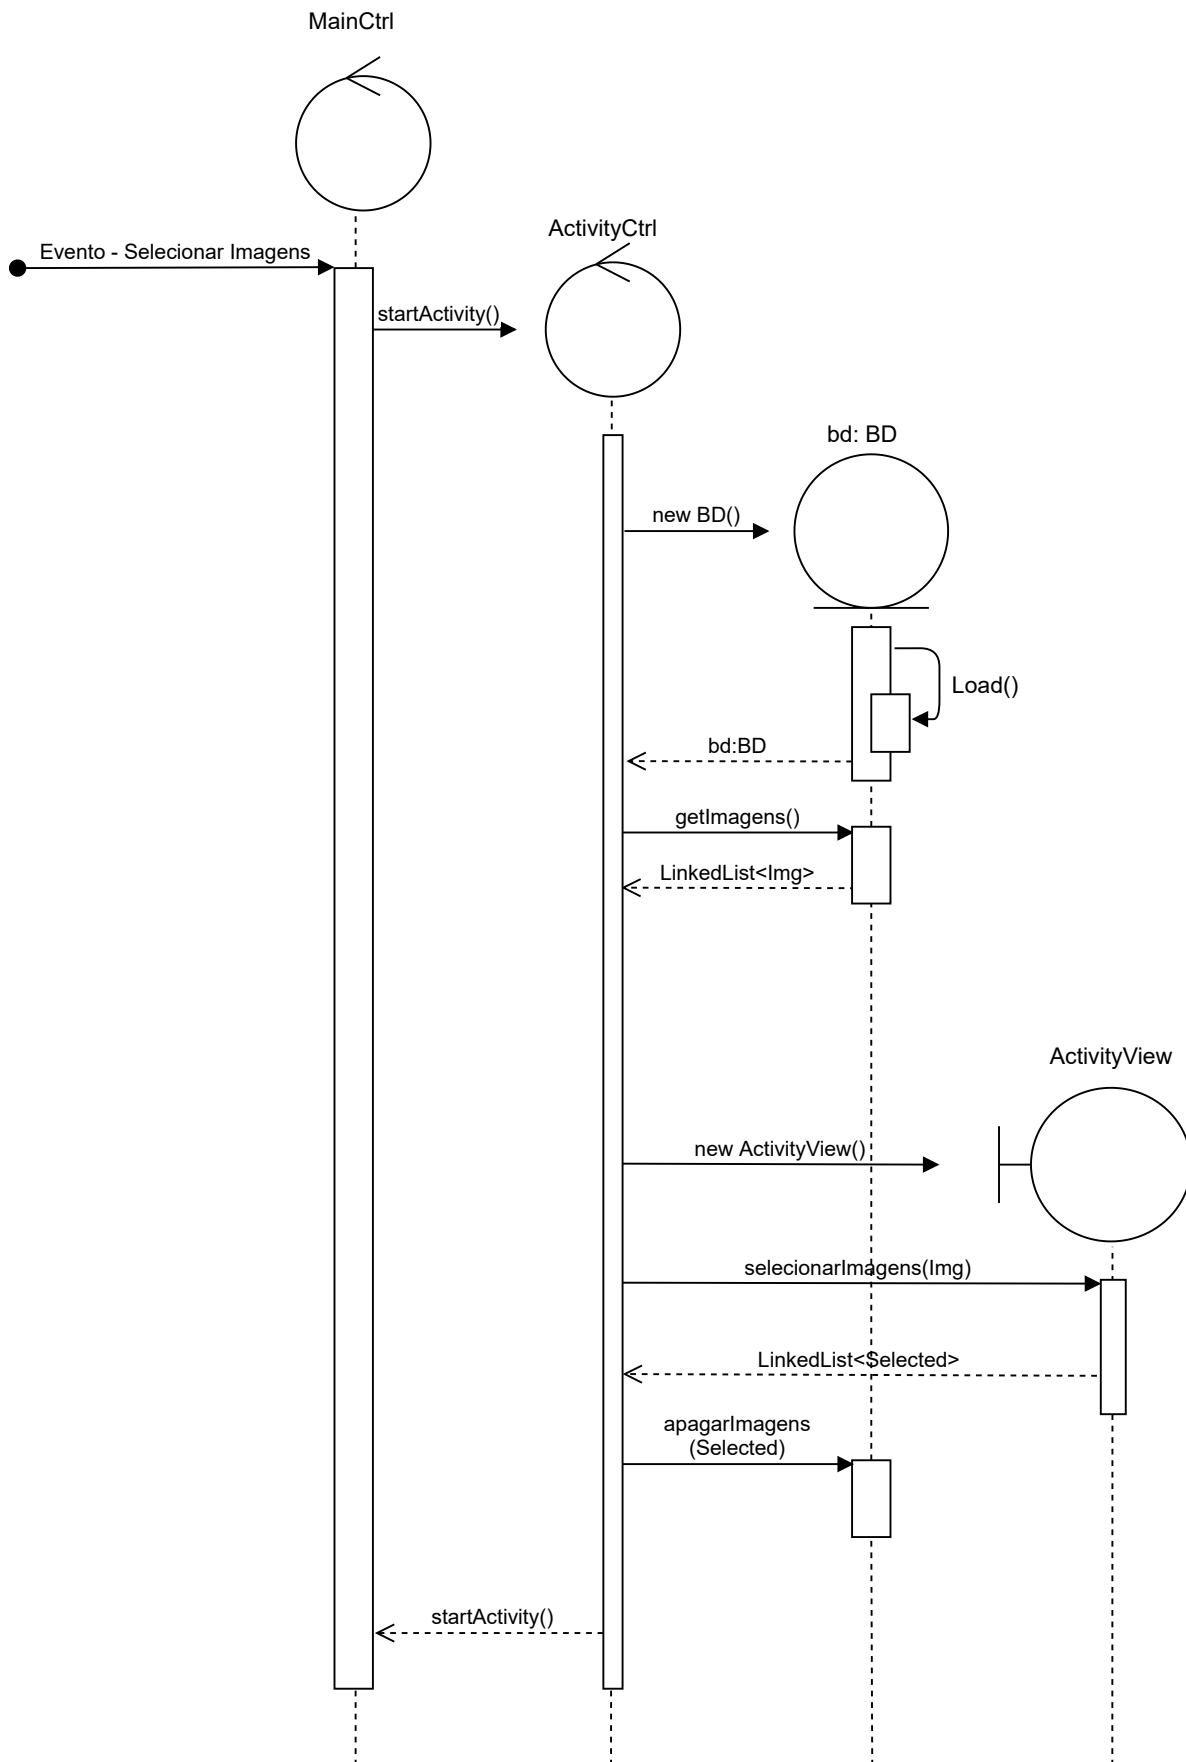 MainCtrl
ActivityCtrl
Evento - Selecionar Imagens
startActivity()
bd: BD
new BD()
Load()
bd:BD
getImagens()
LinkedList<Img>
ActivityView
new ActivityView()
selecionarImagens(Img)
LinkedList<Selected>
apagarImagens
(Selected)
startActivity()